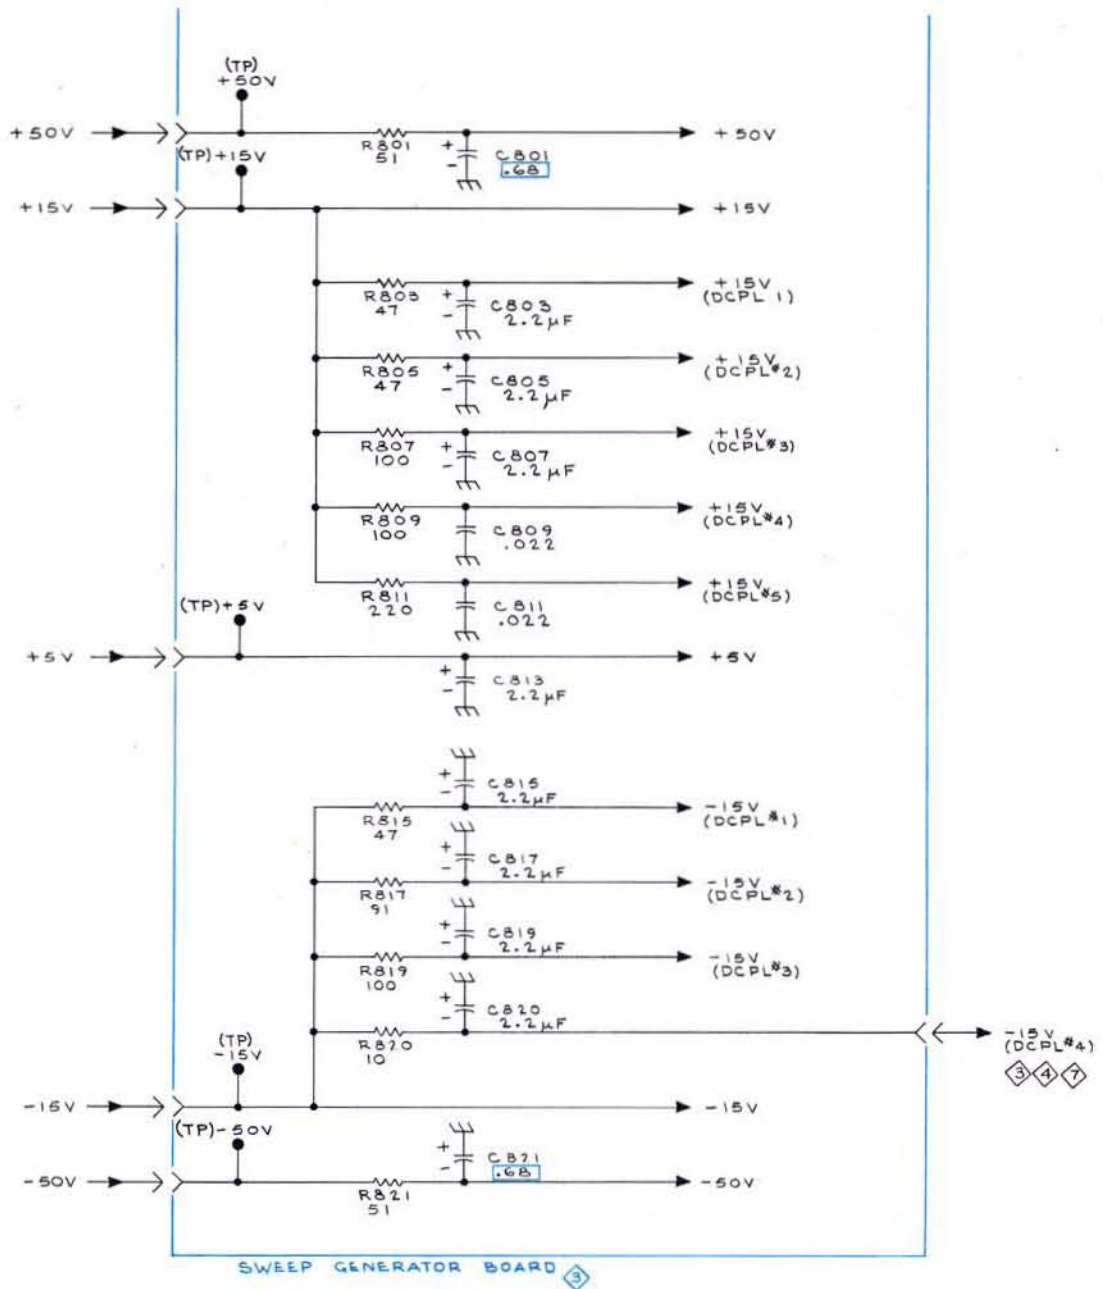 (TP)
+50V
+50V
R801
51
+
-
C801
.68
+50V
(TP)+15V
+15V
+15V
R803
47
+
-
C803
2.2µF
+15V
(DCPL 1)
R805
47
+
-
C805
2.2µF
+15V
(DCPL#2)
R807
100
+
-
C807
2.2µF
+15V
(DCPL#3)
R809
100
C809
.022
+15V
(DCPL#4)
R811
220
C811
.022
+15V
(DCPL#5)
(TP)+5V
+5V
+
-
C813
2.2µF
+5V
+
-
C815
2.2µF
R815
47
-15V
(DCPL#1)
+
-
C817
2.2µF
R817
91
-15V
(DCPL#2)
+
-
C819
2.2µF
R819
100
-15V
(DCPL#3)
+
-
C820
2.2µF
R820
10
-15V
(DCPL#4)
3 4 7
(TP)
-15V
-15V
-15V
(TP)-50V
+
-
C821
.68
-50V
R821
51
-50V
SWEEP GENERATOR BOARD 3